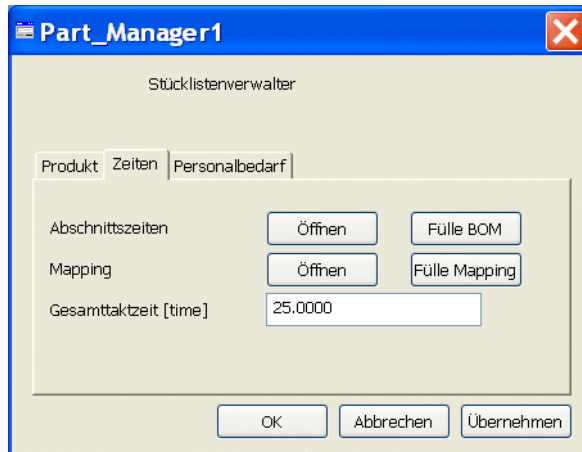 Part_Manager1
Stücklistenverwalter
Produkt Zeiten Personalbedarf
Abschnittszeiten Öffnen Fülle BOM
Mapping Öffnen Fülle Mapping
Gesamttaktzeit [time] 25.0000
OK Abbrechen Übernehmen